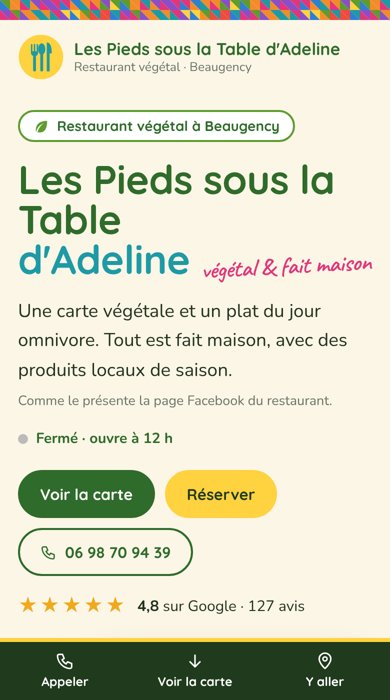 Les Pieds sous la Table d'Adeline
Restaurant végétal · Beaugency
Restaurant végétal à Beaugency
Les Pieds sous la
Table
d'Adeline végétal & fait maison
Une carte végétale et un plat du jour
omnivore. Tout est fait maison, avec des
produits locaux de saison.
Comme le présente la page Facebook du restaurant.
Fermé · ouvre à 12 h
Voir la carte Réserver
06 98 70 94 39
4,8 sur Google · 127 avis
Appeler Voir la carte Y aller